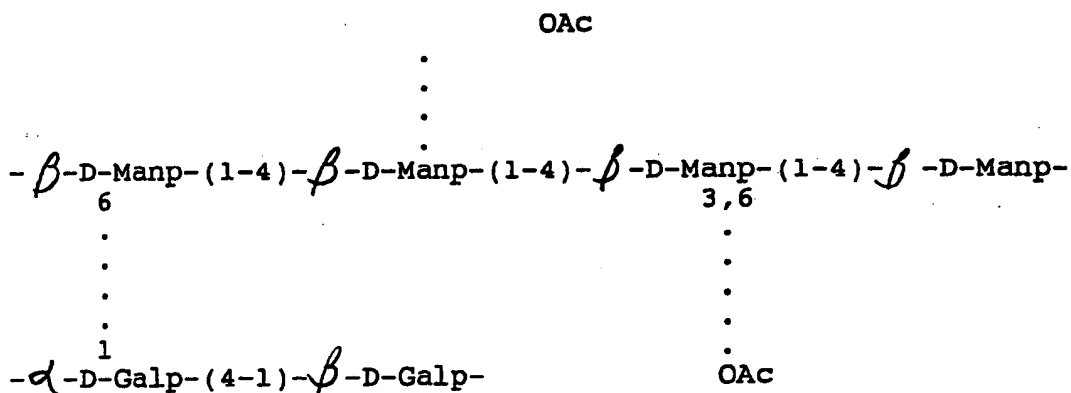 OAc
-β-D-Manp-(1-4)-β-D-Manp-(1-4)-β-D-Manp-(1-4)-β-D-Manp-
6 3,6
1
-α-D-Galp-(4-1)-β-D-Galp- OAc